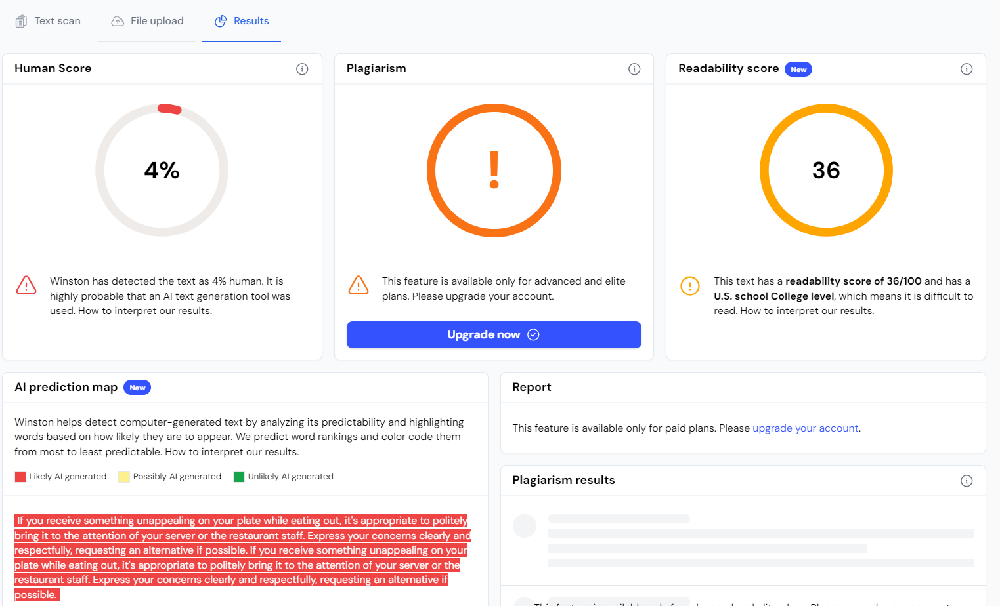 Text scan
File upload
Results
Human Score
4%
Winston has detected the text as 4% human. It is
highly probable that an AI text generation tool was
used. How to interpret our results.
Plagiarism
!
This feature is available only for advanced and elite
plans. Please upgrade your account.
Upgrade now
Readability score New
36
This text has a readability score of 36/100 and has a
U.S. school College level, which means it is difficult to
read. How to interpret our results.
AI prediction map New
Winston helps detect computer-generated text by analyzing its predictability and highlighting
words based on how likely they are to appear. We predict word rankings and color code them
from most to least predictable. How to interpret our results.
Likely AI generated
Possibly AI generated
Unlikely AI generated
If you receive something unappealing on your plate while eating out, it's appropriate to politely
bring it to the attention of your server or the restaurant staff. Express your concerns clearly and
respectfully, requesting an alternative if possible. If you receive something unappealing on your
plate while eating out, it's appropriate to politely bring it to the attention of your server or the
restaurant staff. Express your concerns clearly and respectfully, requesting an alternative if
possible.
Report
This feature is available only for paid plans. Please upgrade your account.
Plagiarism results